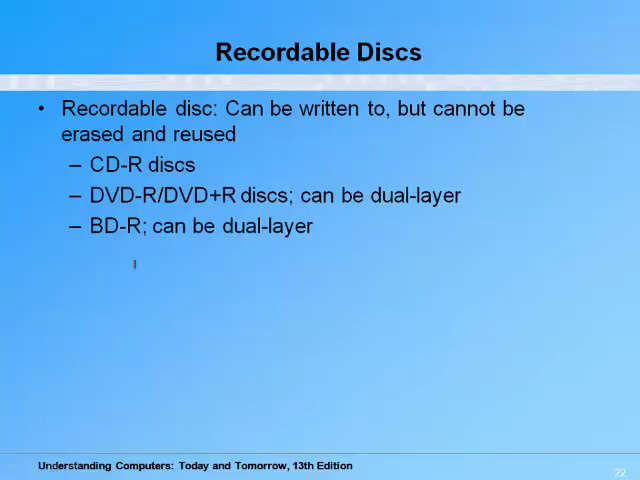 Recordable Discs
• Recordable disc: Can be written to, but cannot be
erased and reused
– CD-R discs
– DVD-R/DVD+R discs; can be dual-layer
– BD-R; can be dual-layer
Understanding Computers: Today and Tomorrow, 13th Edition
22